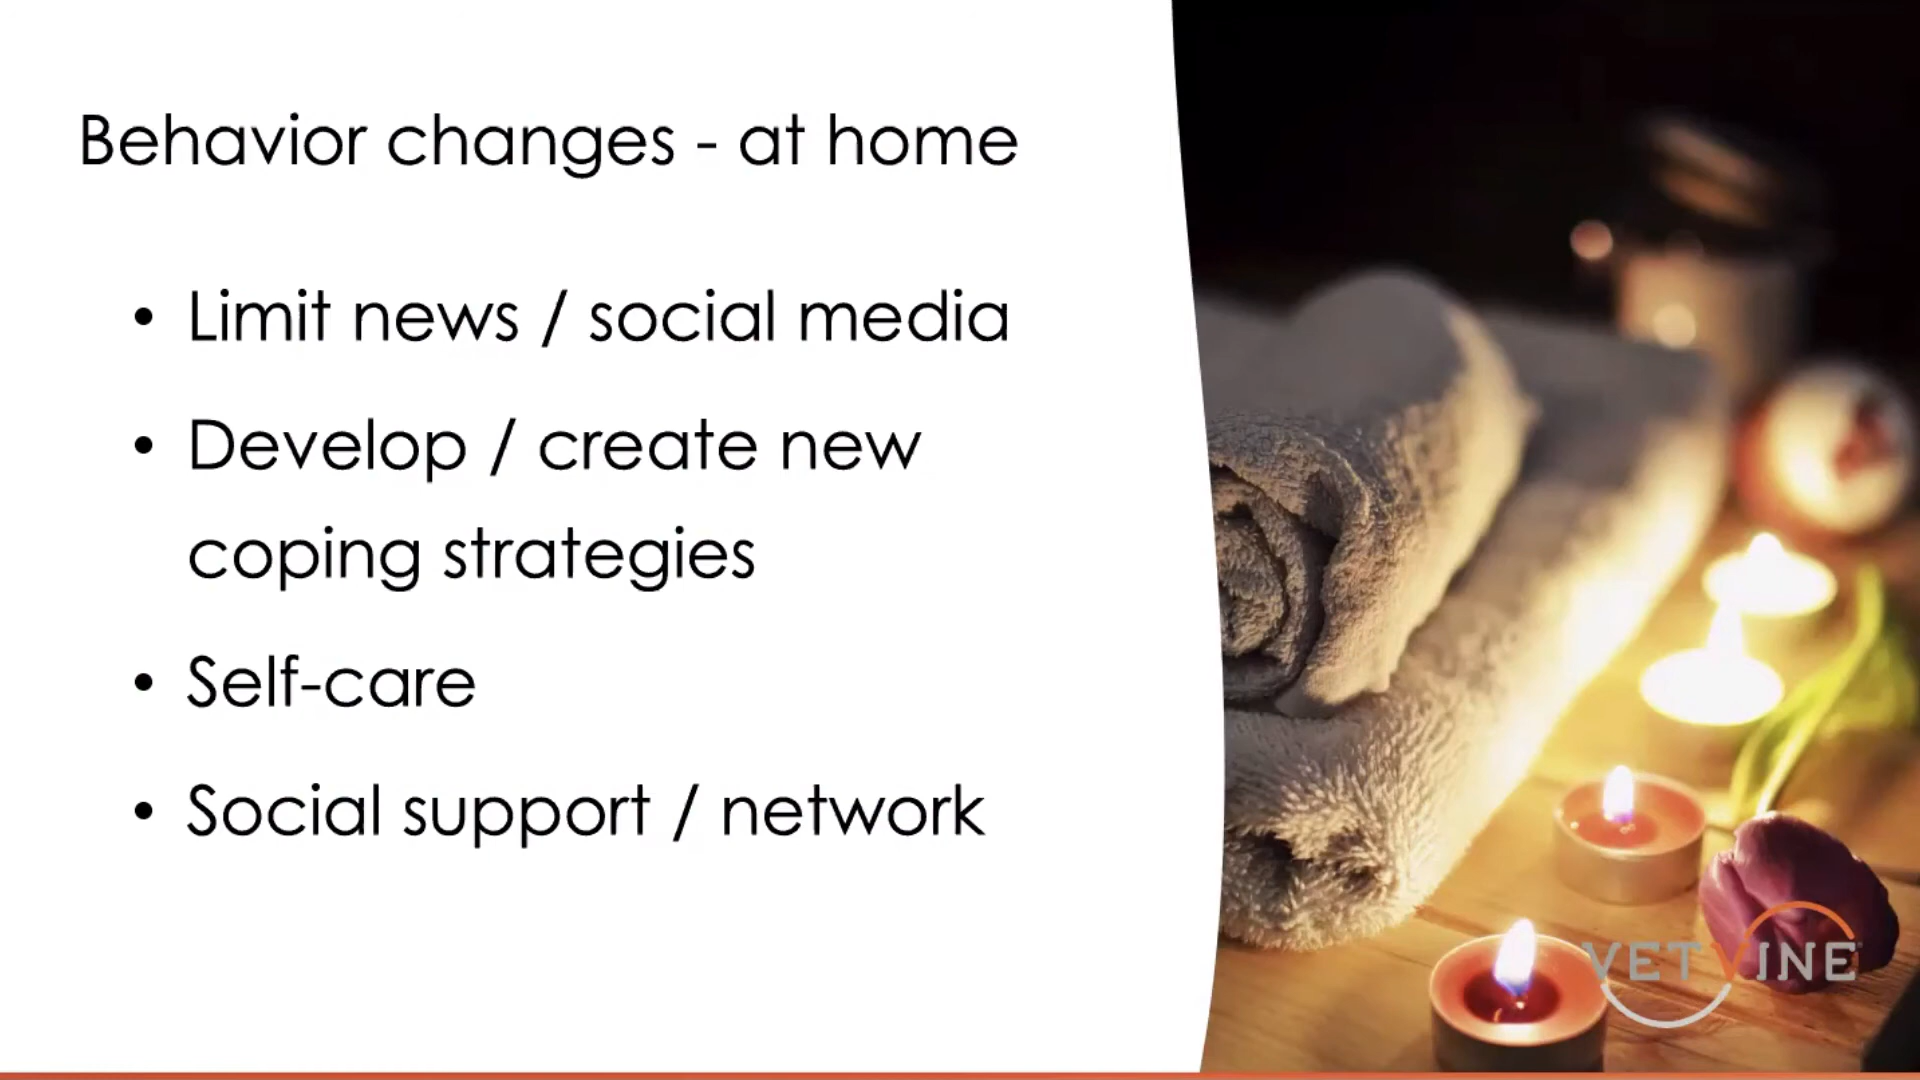 Behavior changes - at home
• Limit news / social media
• Develop / create new
coping strategies
• Self-care
• Social support / network
VETVINE